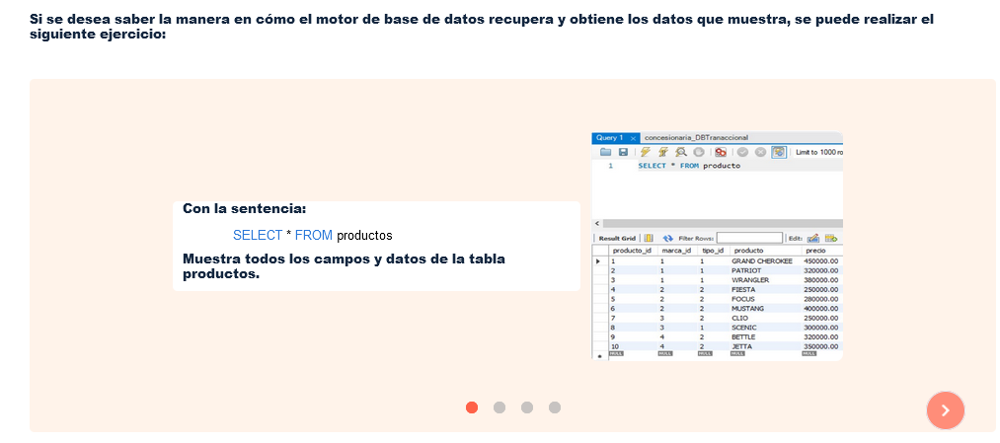 Si se desea saber la manera en cómo el motor de base de datos recupera y obtiene los datos que muestra, se puede realizar el
siguiente ejercicio:
Con la sentencia:
SELECT * FROM productos
Muestra todos los campos y datos de la tabla
productos.
Query 1 × concesionaria_DBTranaccional
Limit to 1000 ro
1 SELECT * FROM producto
Result Grid Filter Rows: Edit:
producto_id marca_id tipo_id producto precio
1 1 1 GRAND CHEROKEE 450000.00
2 1 1 PATRIOT 320000.00
3 1 1 WRANGLER 380000.00
4 2 2 FIESTA 250000.00
5 2 2 FOCUS 280000.00
6 2 2 MUSTANG 400000.00
7 3 2 CLIO 250000.00
8 3 1 SCENIC 300000.00
9 4 2 BETTLE 320000.00
10 4 2 JETTA 350000.00
NULL NULL NULL NULL NULL